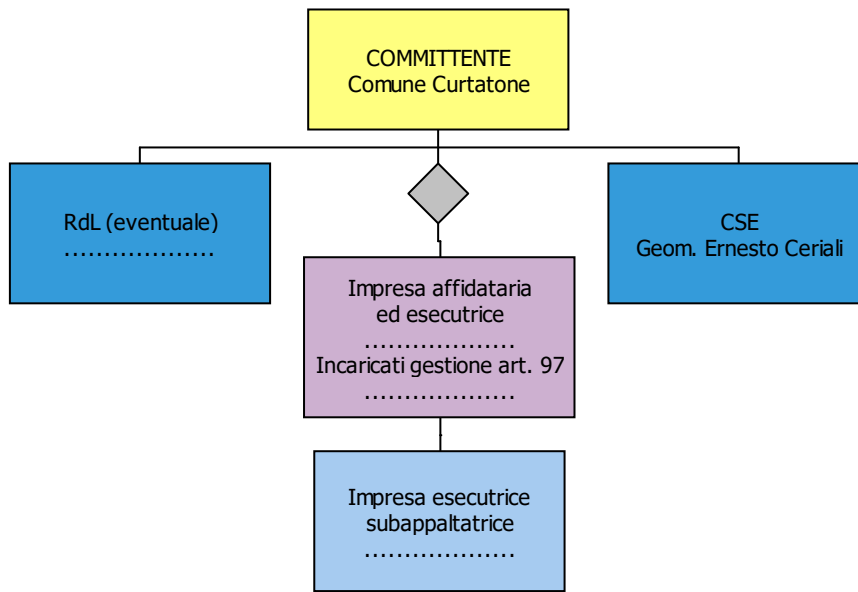 COMMITTENTE
Comune Curtatone
RdL (eventuale)
...................
CSE
Geom. Ernesto Ceriali
Impresa affidataria
ed esecutrice
...................
Incaricati gestione art. 97
...................
Impresa esecutrice
subappaltatrice
...................